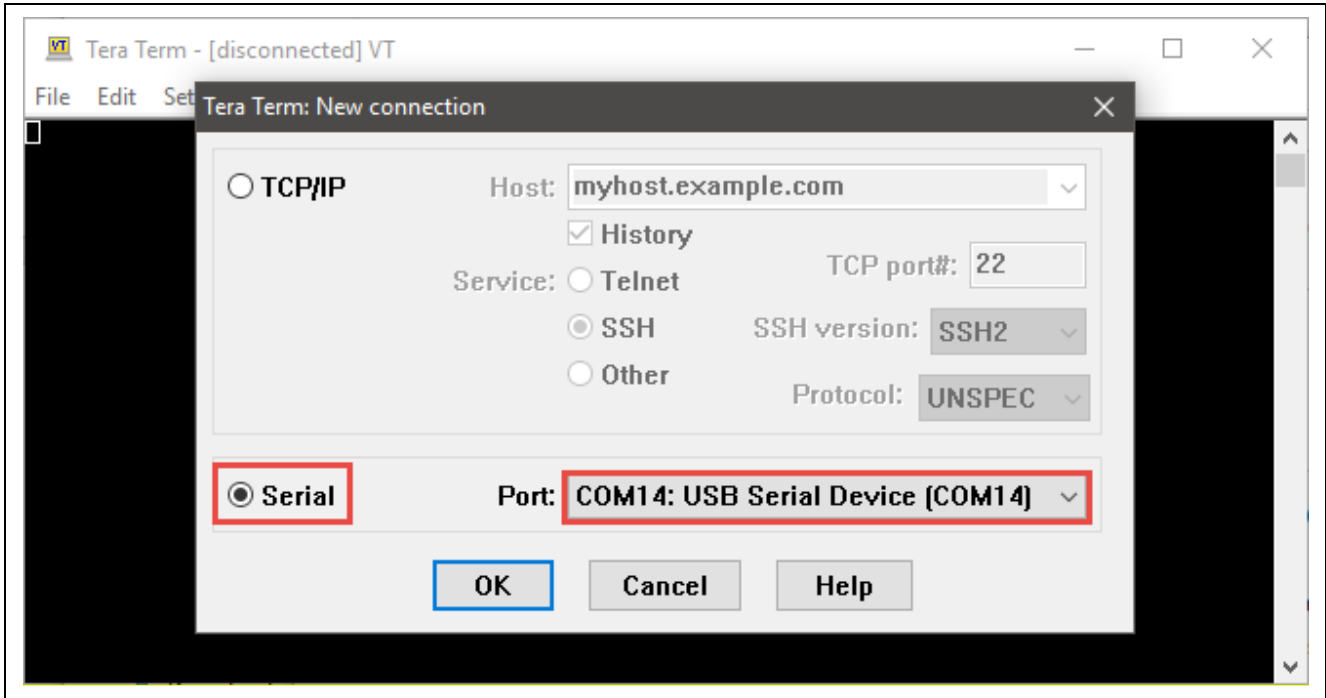 VT Tera Term - [disconnected] VT
File Edit Set
Tera Term: New connection
TCP/IP Host: myhost.example.com
History
TCP port#: 22
Service: Telnet
SSH SSH version: SSH2
Other
Protocol: UNSPEC
Serial Port: COM14: USB Serial Device (COM14)
OK Cancel Help